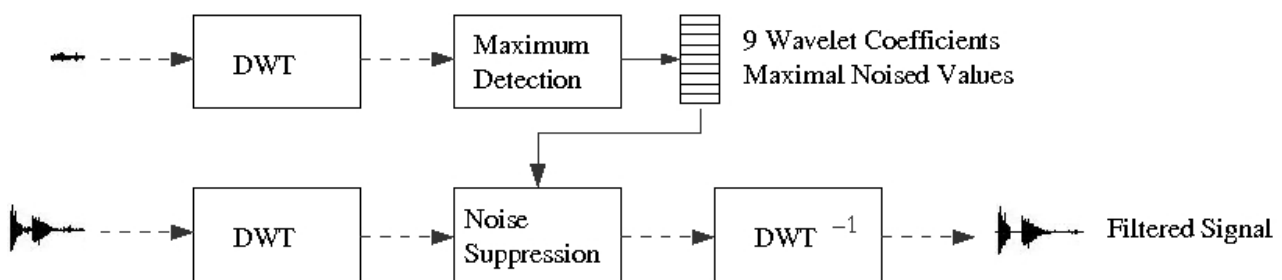 DWT
Maximum
Detection
9 Wavelet Coefficients
Maximal Noised Values
DWT
Noise
Suppression
DWT −1
Filtered Signal